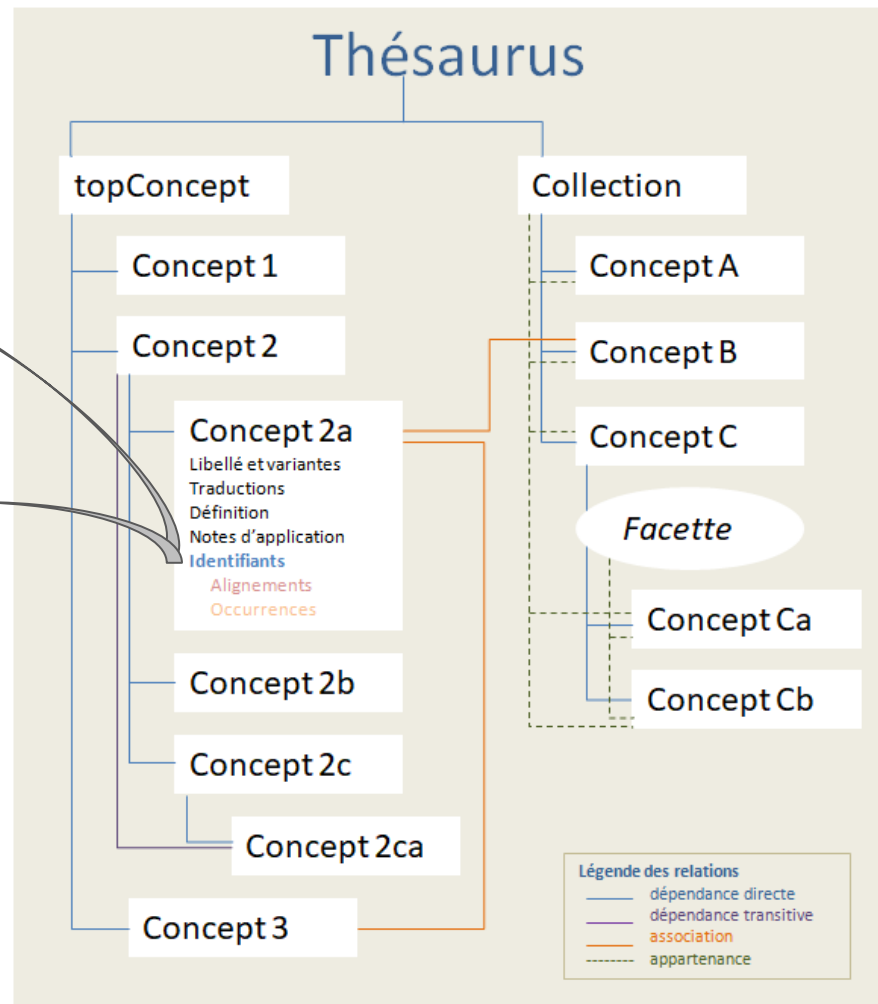 Thésaurus
topConcept
Concept 1
Concept 2
Concept 2a
Libellé et variantes
Traductions
Définition
Notes d'application
Identifiants
Alignements
Occurrences
Concept 2b
Concept 2c
Concept 2ca
Concept 3
Collection
Concept A
Concept B
Concept C
Facette
Concept Ca
Concept Cb
Légende des relations
dépendance directe
dépendance transitive
association
appartenance